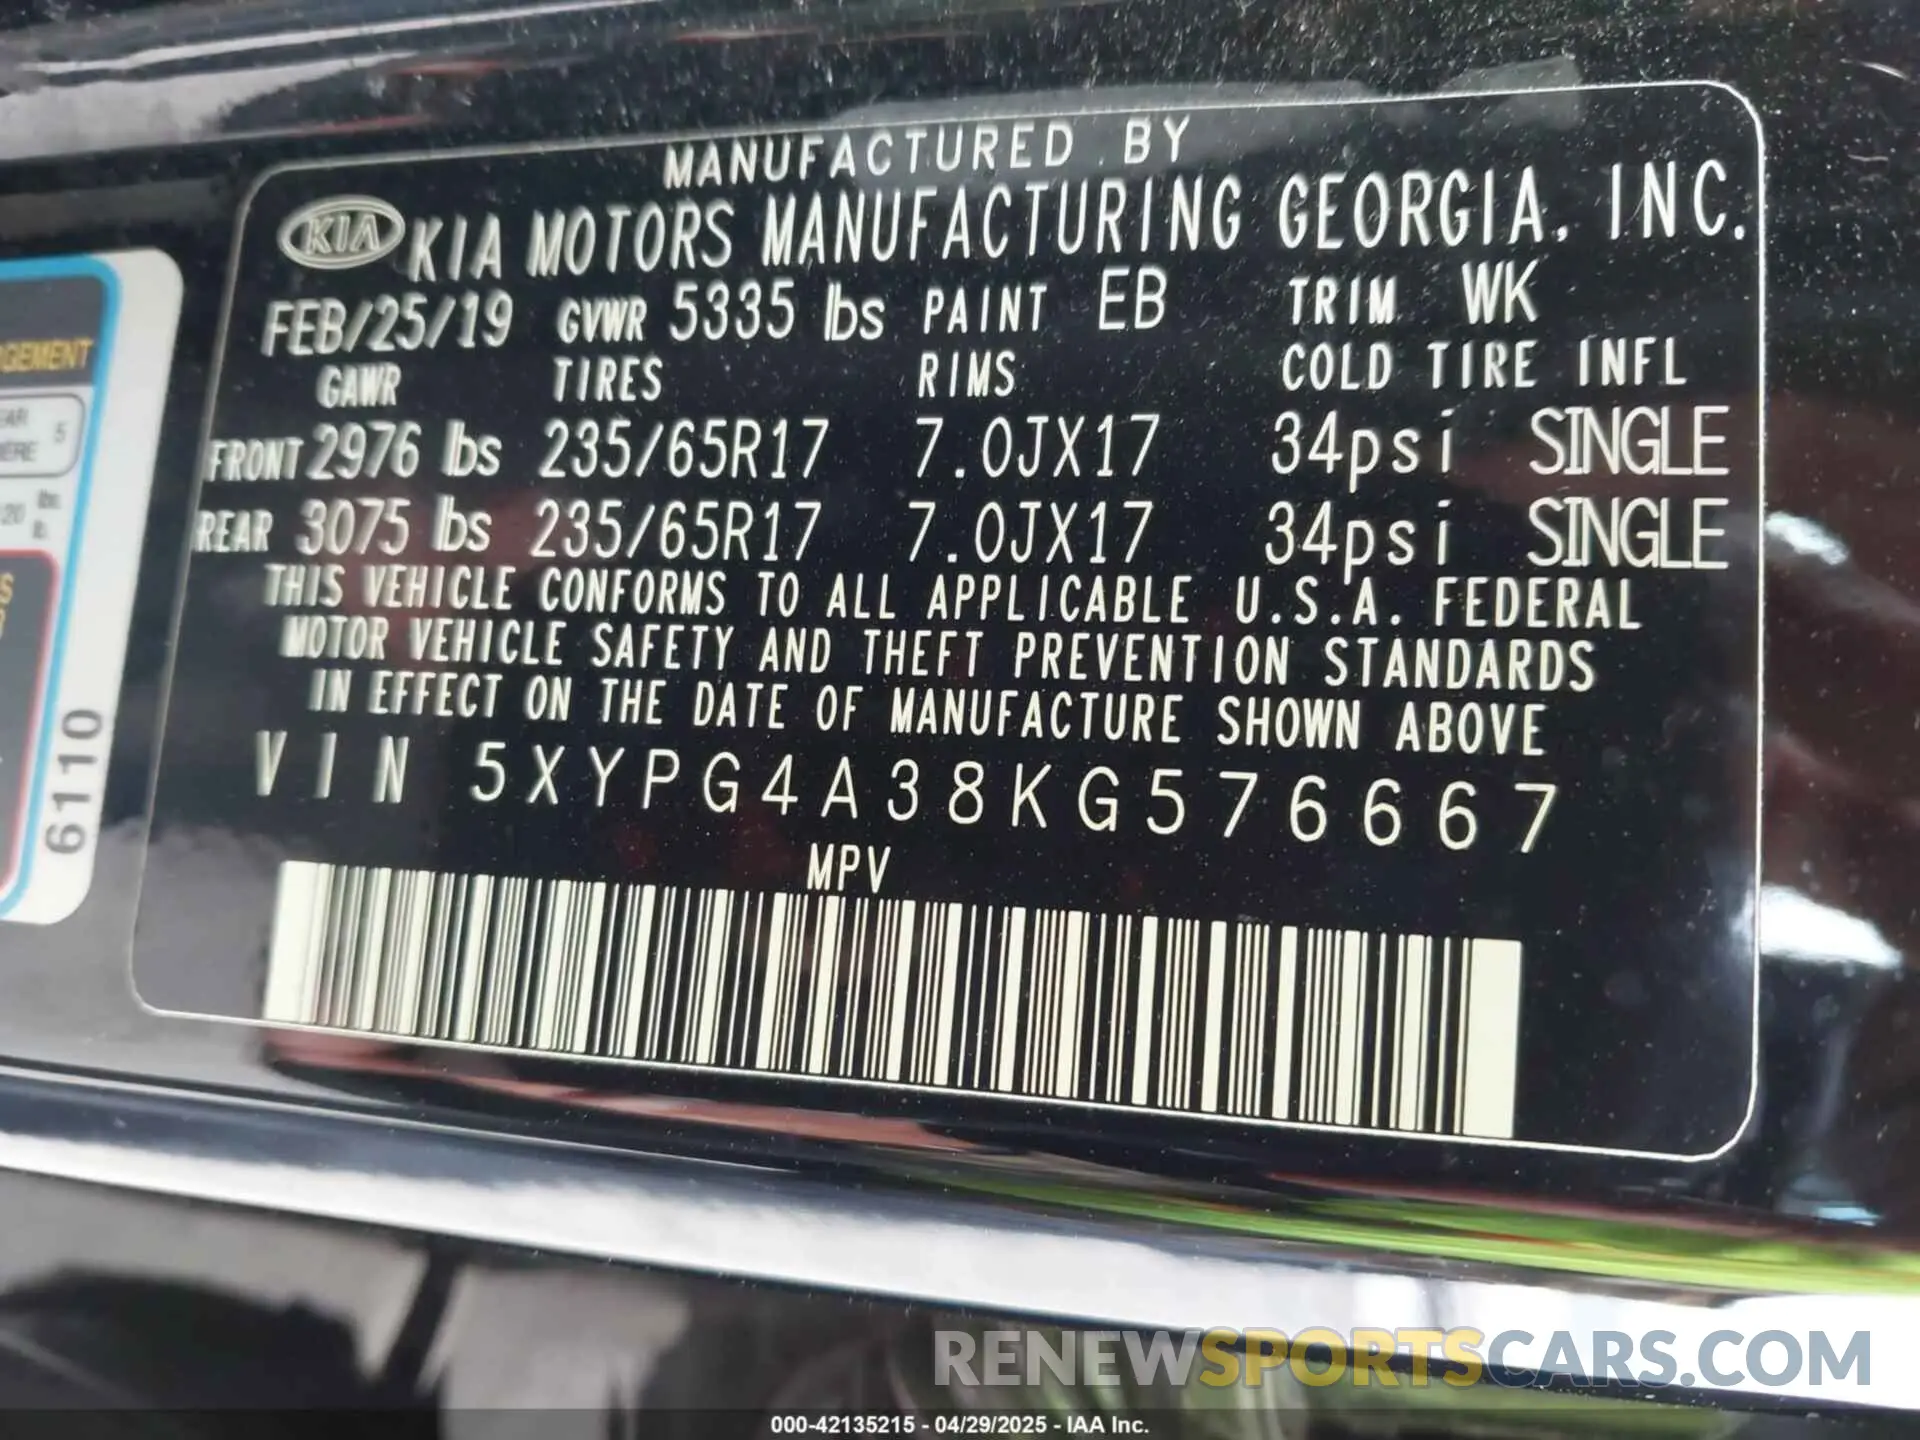 MANUFACTURED BY
KIA KIA MOTORS MANUFACTURING GEORGIA, INC.
FEB/25/19 GVWR 5335 lbs PAINT EB TRIM WK
GAWR TIRES RIMS COLD TIRE INFL
FRONT 2976 lbs 235/65R17 7.0JX17 34psi SINGLE
REAR 3075 lbs 235/65R17 7.0JX17 34psi SINGLE
THIS VEHICLE CONFORMS TO ALL APPLICABLE U.S.A. FEDERAL
MOTOR VEHICLE SAFETY AND THEFT PREVENTION STANDARDS
IN EFFECT ON THE DATE OF MANUFACTURE SHOWN ABOVE
VIN 5XYPG4A38KG576667
MPV
5
lbs.
lb.
6110
RENEWSPORTSCARS.COM
000-42135215 - 04/29/2025 - IAA Inc.